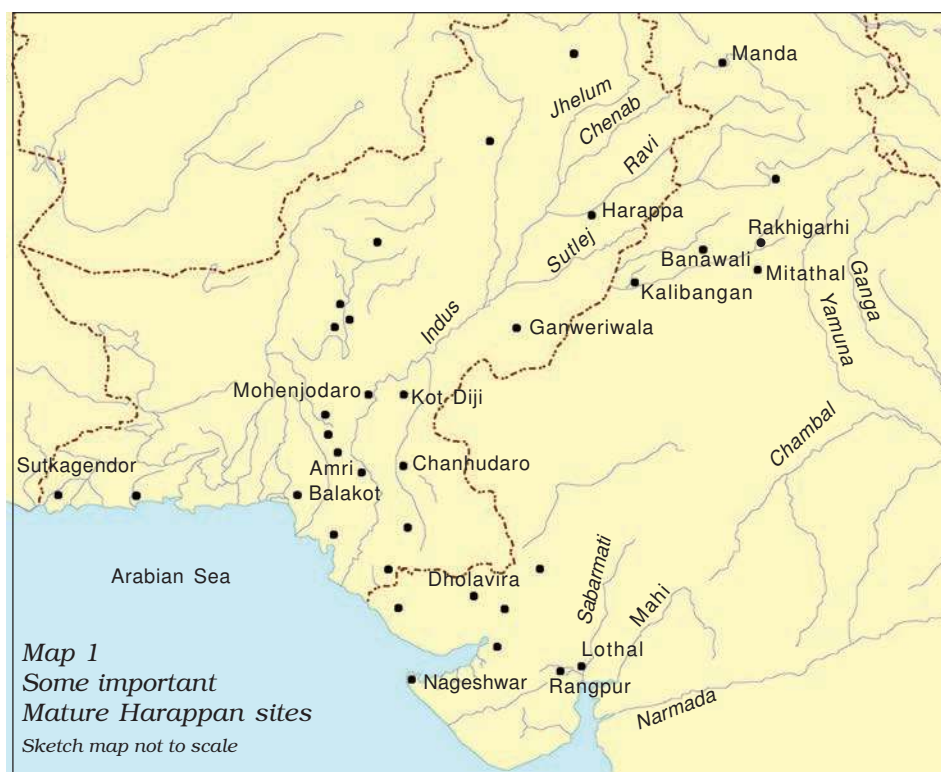 Manda
Jhelum
Chenab
Ravi
Harappa
Sutlej
Rakhigarhi
Banawali
Mitathal
Kalibangan
Ganga
Yamuna
Indus
Ganweriwala
Mohenjodaro
Kot Diji
Chambal
Sutkagendor
Amri
Chanhudaro
Balakot
Arabian Sea
Dholavira
Sabarmati
Mahi
Lothal
Nageshwar
Rangpur
Narmada
Map 1
Some important
Mature Harappan sites
Sketch map not to scale